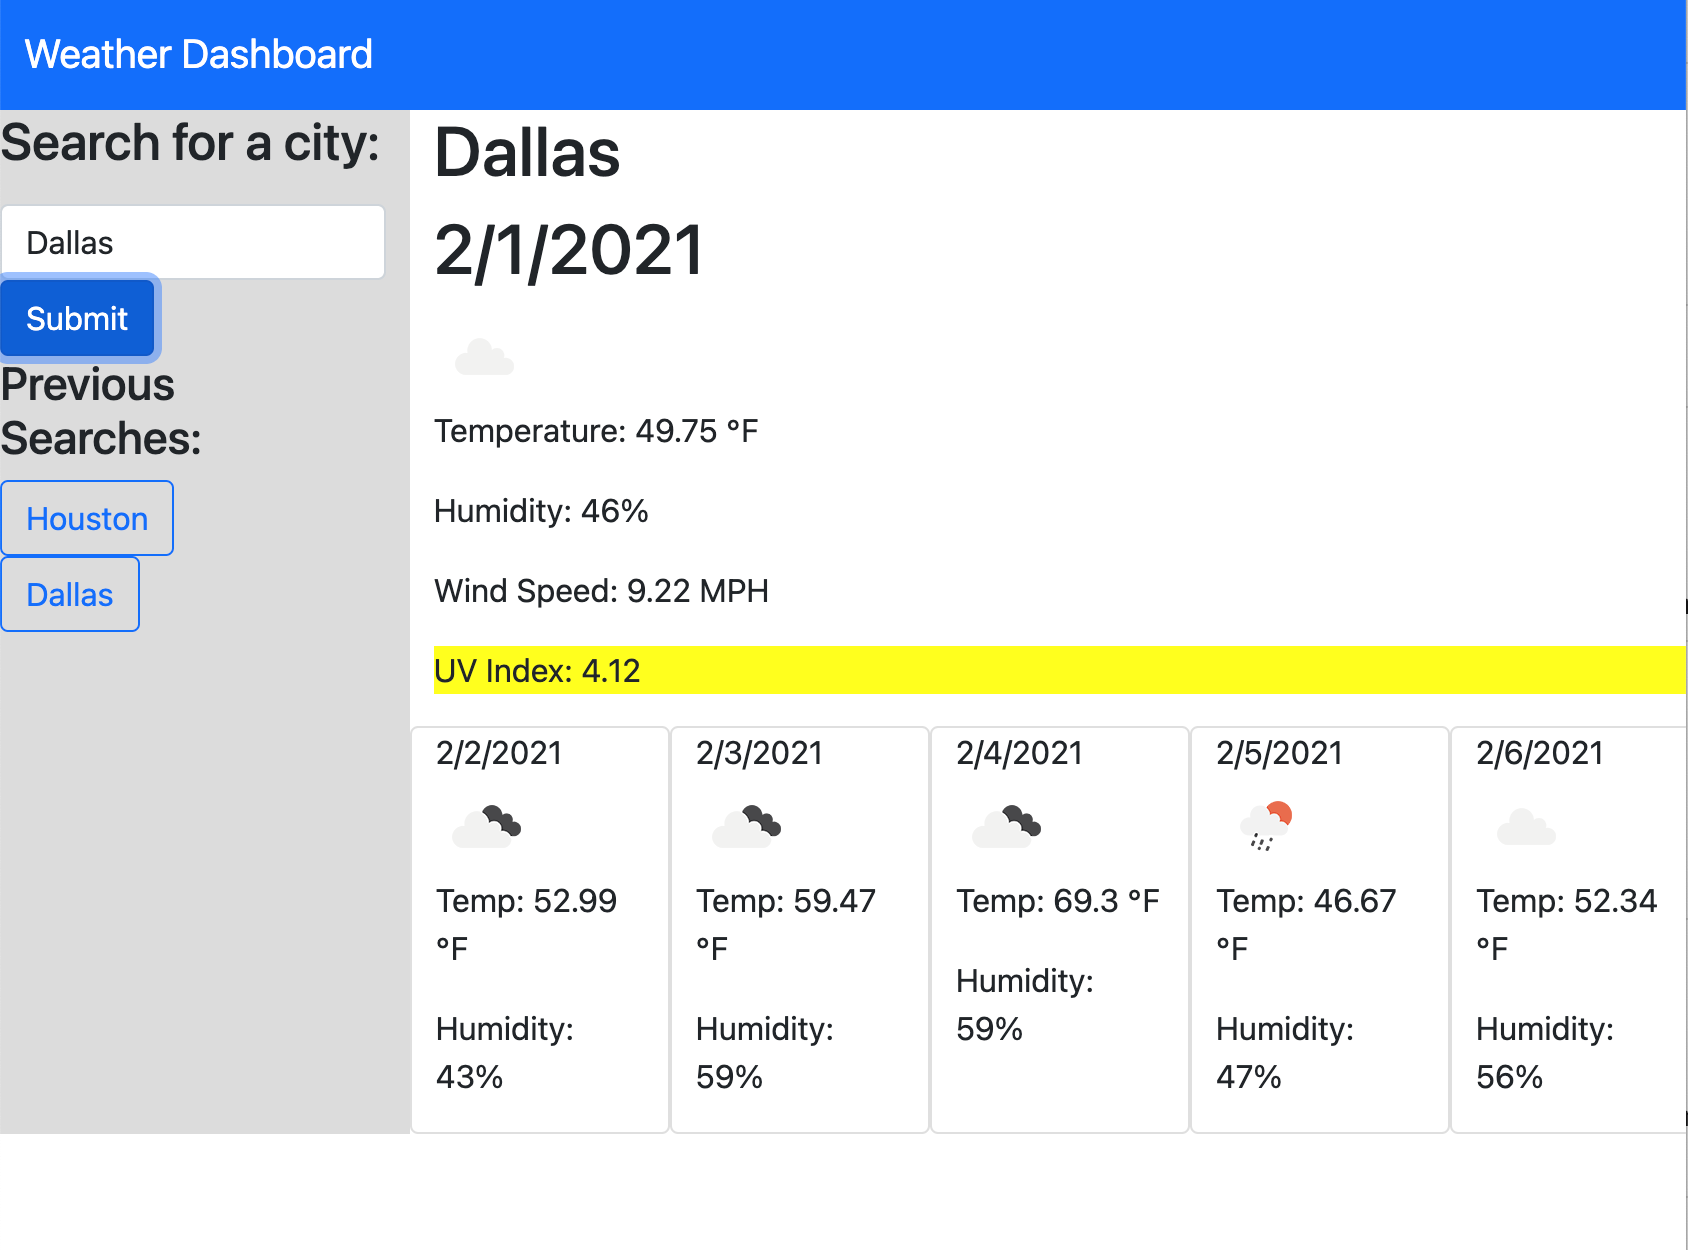 Weather Dashboard
Search for a city:
Dallas
Submit
Previous
Searches:
Houston
Dallas
Dallas
2/1/2021
Temperature: 49.75 °F
Humidity: 46%
Wind Speed: 9.22 MPH
UV Index: 4.12
2/2/2021
Temp: 52.99
°F
Humidity:
43%
2/3/2021
Temp: 59.47
°F
Humidity:
59%
2/4/2021
Temp: 69.3 °F
Humidity:
59%
2/5/2021
Temp: 46.67
°F
Humidity:
47%
2/6/2021
Temp: 52.34
°F
Humidity:
56%